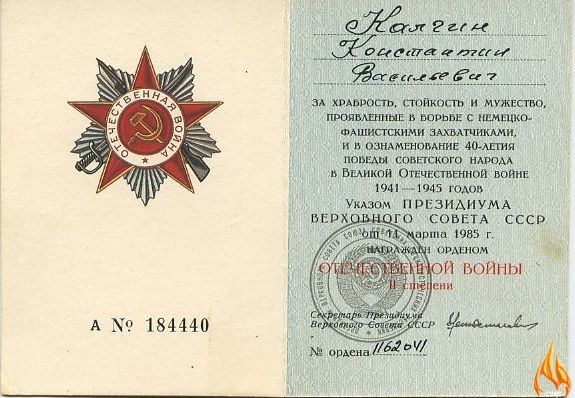 ОТЕЧЕСТВЕННАЯ ВОЙНА
А № 184440
Калчин
Константин
Васильевич
ЗА ХРАБРОСТЬ, СТОЙКОСТЬ И МУЖЕСТВО,
ПРОЯВЛЕННЫЕ В БОРЬБЕ С НЕМЕЦКО-
ФАШИСТСКИМИ ЗАХВАТЧИКАМИ,
И В ОЗНАМЕНОВАНИЕ 40-ЛЕТИЯ
ПОБЕДЫ СОВЕТСКОГО НАРОДА
В ВЕЛИКОЙ ОТЕЧЕСТВЕННОЙ ВОЙНЕ
1941—1945 ГОДОВ
УКАЗОМ ПРЕЗИДИУМА
ВЕРХОВНОГО СОВЕТА СССР
от 11 марта 1985 г.
НАГРАЖДЕН ОРДЕНОМ
ОТЕЧЕСТВЕННОЙ ВОЙНЫ
II степени
Секретарь Президиума
Верховного Совета СССР
№ ордена 1162041